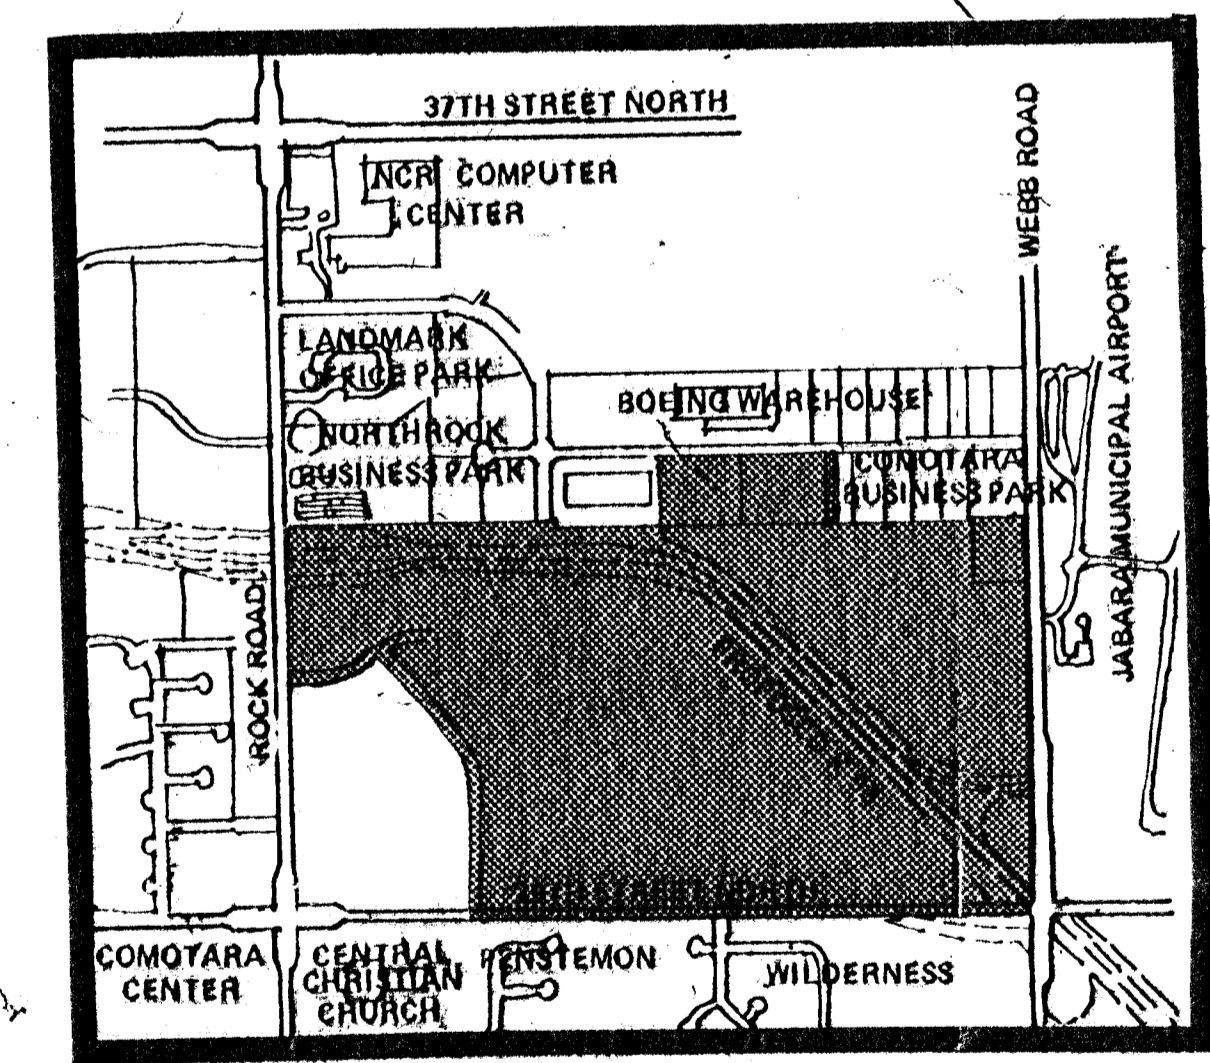 37TH STREET NORTH
NCR COMPUTER
CENTER
WEBB ROAD
LANDMARK
OFFICE PARK
BOEING WAREHOUSE
NORTHROCK
BUSINESS PARK
COMOTARA
BUSINESS PARK
JABARA MUNICIPAL AIRPORT
ROCK ROAD
COMOTARA
CENTER
CENTRAL
CHRISTIAN
CHURCH
PENSTEMON
WILDERNESS